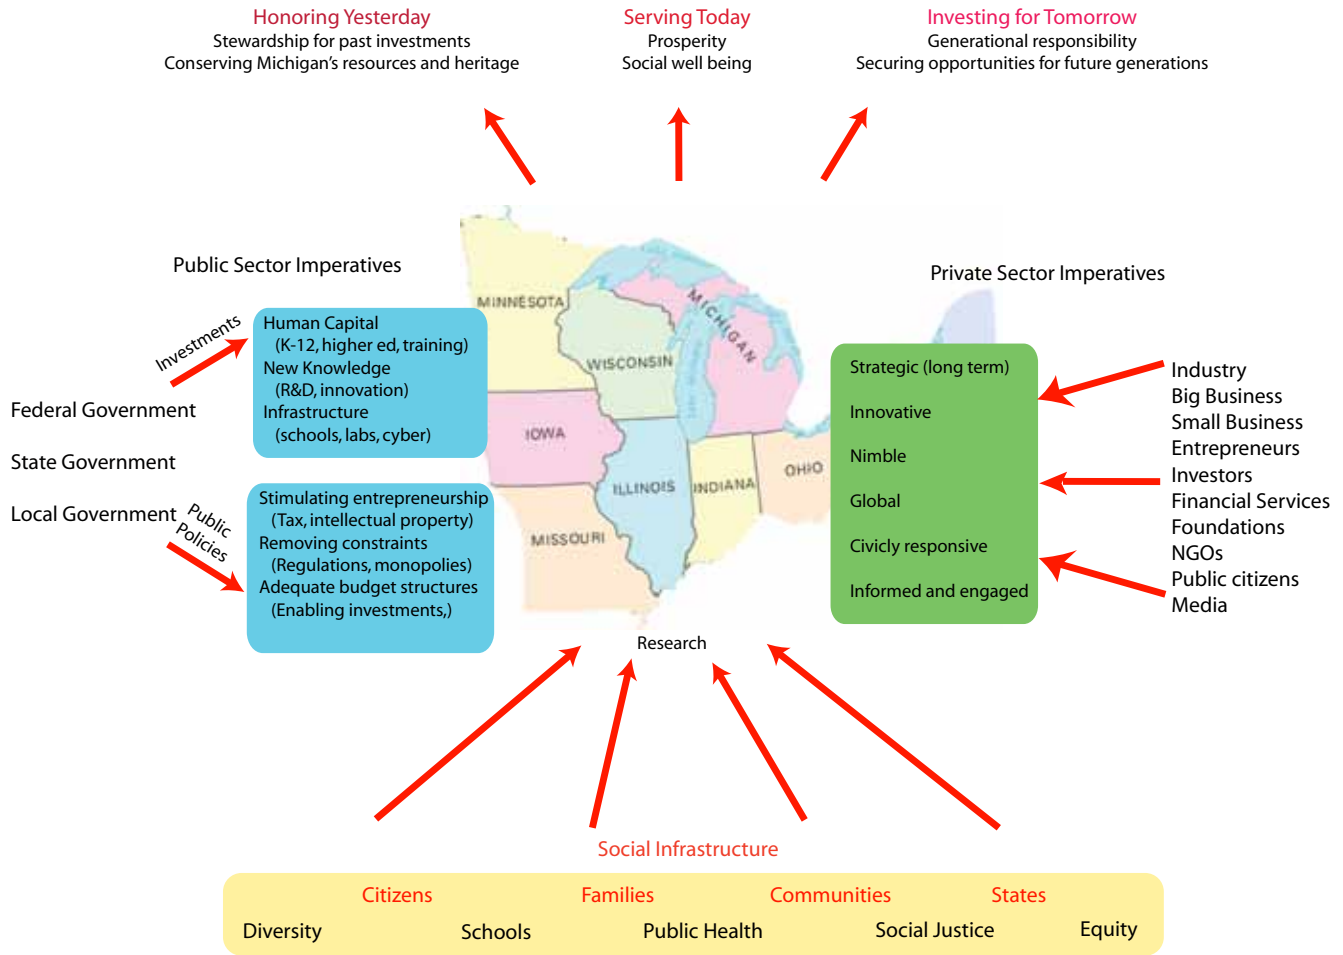 Honoring Yesterday
Stewardship for past investments
Conserving Michigan's resources and heritage
Serving Today
Prosperity
Social well being
Investing for Tomorrow
Generational responsibility
Securing opportunities for future generations
Public Sector Imperatives
Private Sector Imperatives
Investments
Human Capital
(K-12, higher ed, training)
New Knowledge
(R&D, innovation)
Infrastructure
(schools, labs, cyber)
Federal Government
State Government
Local Government
Public
Policies
Stimulating entrepreneurship
(Tax, intellectual property)
Removing constraints
(Regulations, monopolies)
Adequate budget structures
(Enabling investments,)
MINNESOTA
WISCONSIN
MICHIGAN
IOWA
ILLINOIS
INDIANA
OHIO
MISSOURI
Strategic (long term)
Innovative
Nimble
Global
Civicly responsive
Informed and engaged
Industry
Big Business
Small Business
Entrepreneurs
Investors
Financial Services
Foundations
NGOs
Public citizens
Media
Research
Social Infrastructure
Citizens Families Communities States
Diversity Schools Public Health Social Justice Equity